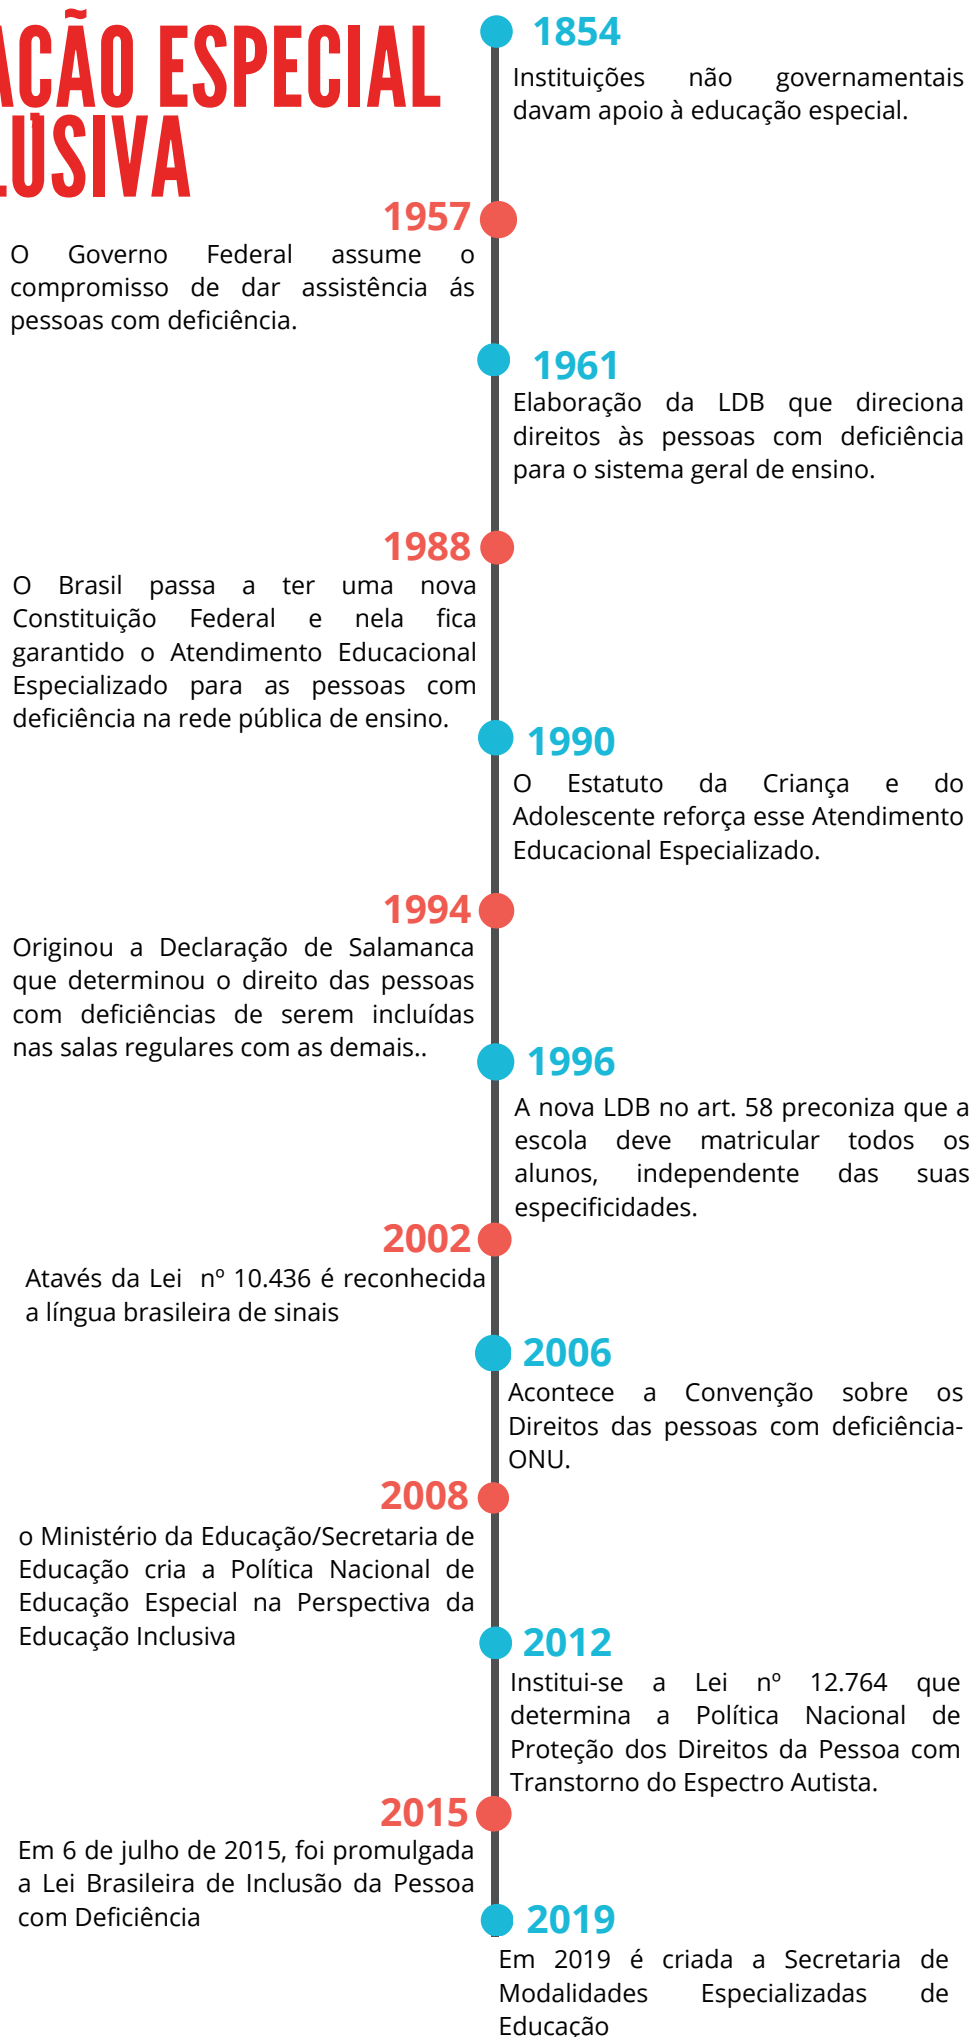 AÇÃO ESPECIAL
LUSIVA
1854
Instituições não governamentais
davam apoio à educação especial.
1957
O Governo Federal assume o
compromisso de dar assistência ás
pessoas com deficiência.
1961
Elaboração da LDB que direciona
direitos às pessoas com deficiência
para o sistema geral de ensino.
1988
O Brasil passa a ter uma nova
Constituição Federal e nela fica
garantido o Atendimento Educacional
Especializado para as pessoas com
deficiência na rede pública de ensino.
1990
O Estatuto da Criança e do
Adolescente reforça esse Atendimento
Educacional Especializado.
1994
Originou a Declaração de Salamanca
que determinou o direito das pessoas
com deficiências de serem incluídas
nas salas regulares com as demais..
1996
A nova LDB no art. 58 preconiza que a
escola deve matricular todos os
alunos, independente das suas
especificidades.
2002
Atavés da Lei nº 10.436 é reconhecida
a língua brasileira de sinais
2006
Acontece a Convenção sobre os
Direitos das pessoas com deficiência-
ONU.
2008
o Ministério da Educação/Secretaria de
Educação cria a Política Nacional de
Educação Especial na Perspectiva da
Educação Inclusiva
2012
Institui-se a Lei nº 12.764 que
determina a Política Nacional de
Proteção dos Direitos da Pessoa com
Transtorno do Espectro Autista.
2015
Em 6 de julho de 2015, foi promulgada
a Lei Brasileira de Inclusão da Pessoa
com Deficiência
2019
Em 2019 é criada a Secretaria de
Modalidades Especializadas de
Educação